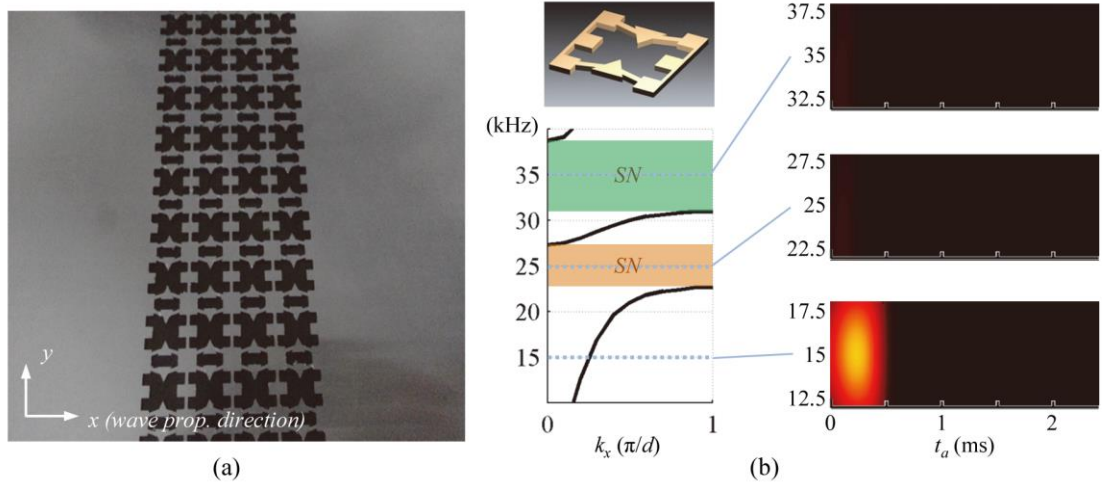 y
x (wave prop. direction)
(a)
(kHz)
35
30
25
20
15
SN
SN
0
1
k_x (π/d)
37.5
35
32.5
27.5
25
22.5
17.5
15
12.5
0
1
2
t_a (ms)
(b)